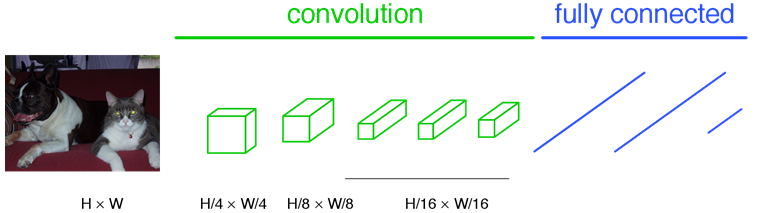 convolution
fully connected
H × W
H/4 × W/4
H/8 × W/8
H/16 × W/16